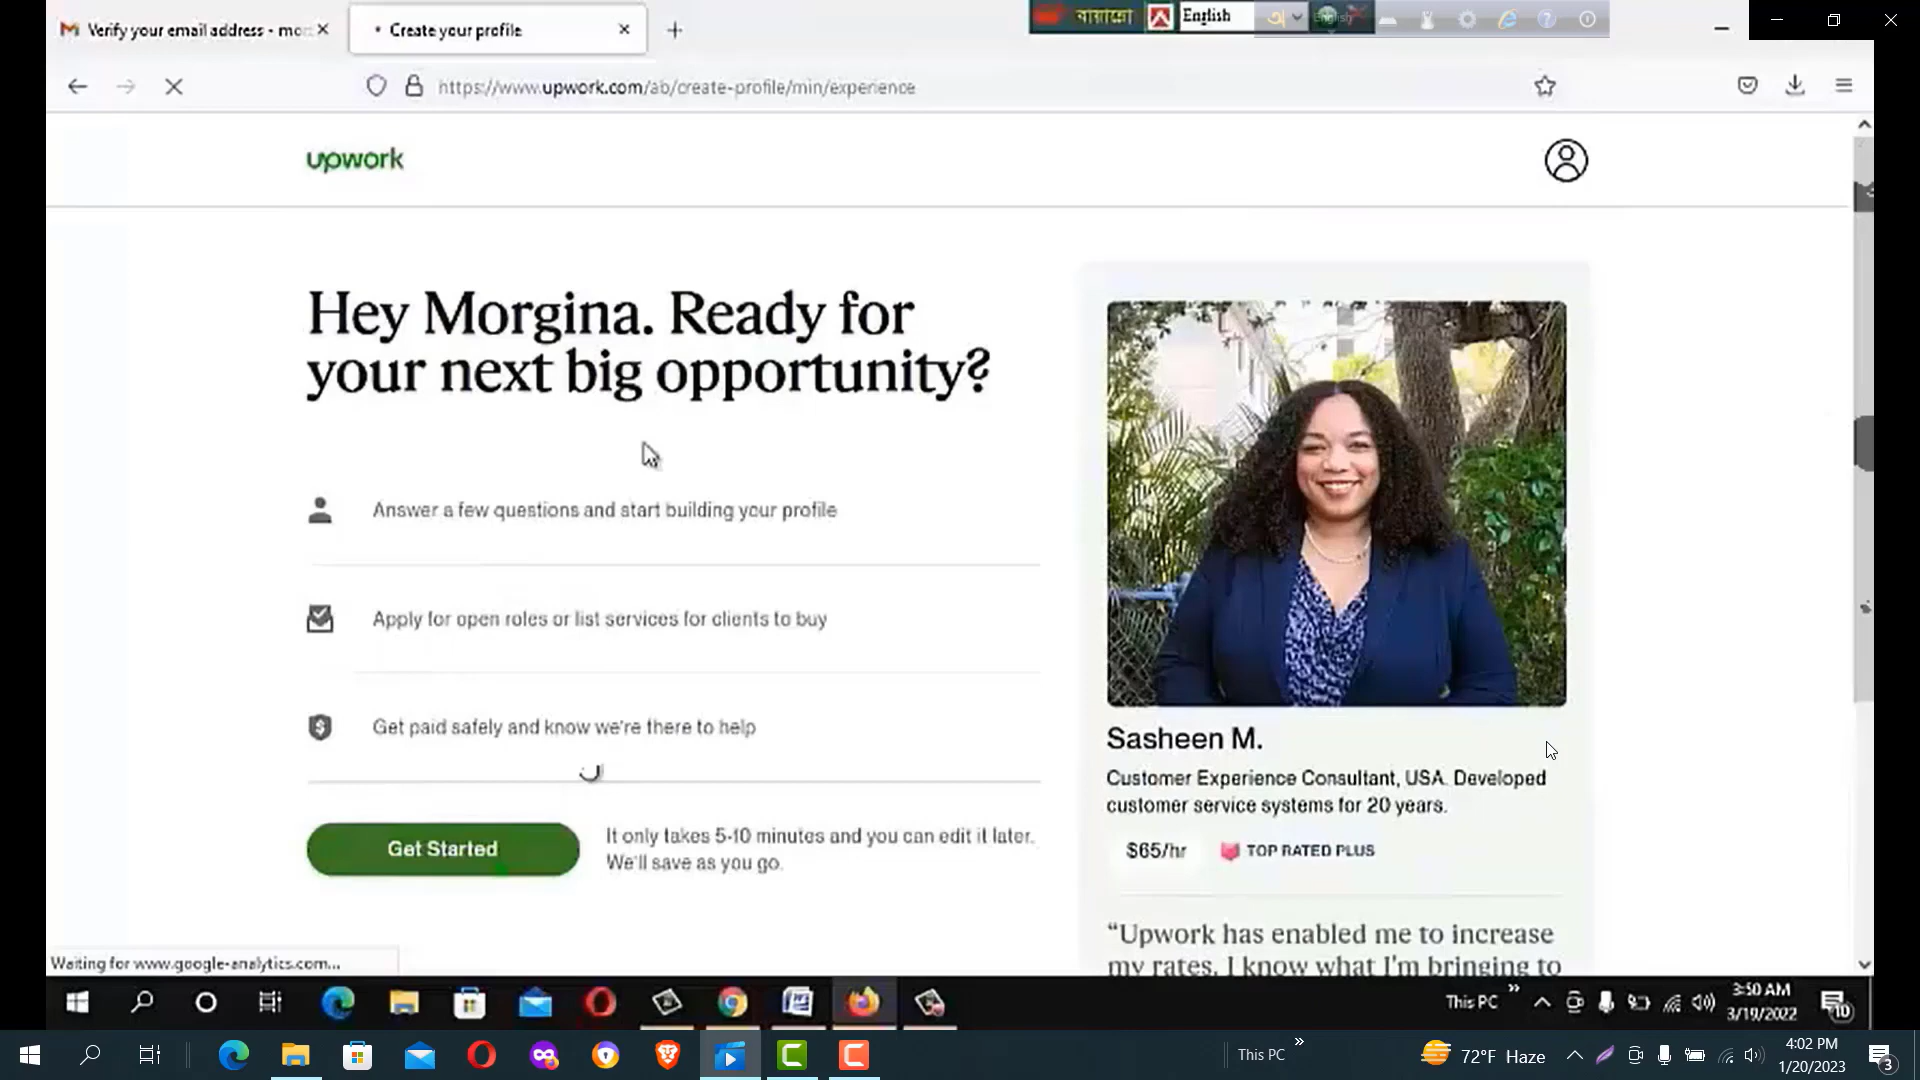 Verify your email address - mor
Create your profile
বায়ান্নো
English
অ
English
https://www.upwork.com/ab/create-profile/min/experience
upwork
Hey Morgina. Ready for
your next big opportunity?
Answer a few questions and start building your profile
Apply for open roles or list services for clients to buy
Get paid safely and know we're there to help
Get Started
It only takes 5-10 minutes and you can edit it later.
We'll save as you go.
Sasheen M.
Customer Experience Consultant, USA. Developed
customer service systems for 20 years.
$65/hr
TOP RATED PLUS
“Upwork has enabled me to increase
my rates. I know what I'm bringing to
Waiting for www.google-analytics.com...
This PC
3:50 AM
3/19/2022
10
This PC
72°F Haze
4:02 PM
1/20/2023
3